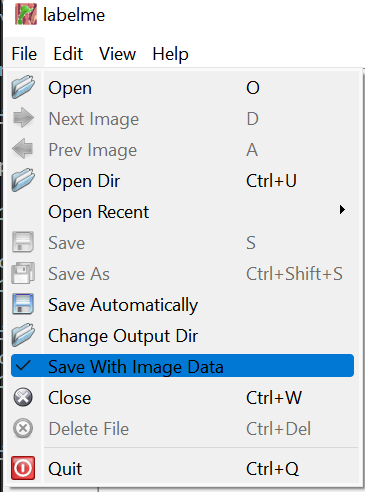 labelme
File Edit View Help
Open O
Next Image D
Prev Image A
Open Dir Ctrl+U
Open Recent
Save S
Save As Ctrl+Shift+S
Save Automatically
Change Output Dir
Save With Image Data
Close Ctrl+W
Delete File Ctrl+Del
Quit Ctrl+Q